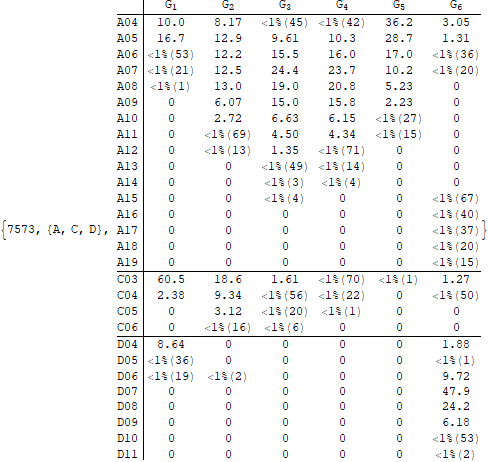 G1 G2 G3 G4 G5 G6
A04 10.0 8.17 <1%(45) <1%(42) 36.2 3.05
A05 16.7 12.9 9.61 10.3 28.7 1.31
A06 <1%(53) 12.2 15.5 16.0 17.0 <1%(36)
A07 <1%(21) 12.5 24.4 23.7 10.2 <1%(20)
A08 <1%(1) 13.0 19.0 20.8 5.23 0
A09 0 6.07 15.0 15.8 2.23 0
A10 0 2.72 6.63 6.15 <1%(27) 0
A11 0 <1%(69) 4.50 4.34 <1%(15) 0
A12 0 <1%(13) 1.35 <1%(71) 0 0
A13 0 0 <1%(49) <1%(14) 0 0
A14 0 0 <1%(3) <1%(4) 0 0
A15 0 0 <1%(4) 0 0 <1%(67)
A16 0 0 0 0 0 <1%(40)
{7573, {A, C, D}, A17 0 0 0 0 0 <1%(37)}
A18 0 0 0 0 0 <1%(20)
A19 0 0 0 0 0 <1%(15)
C03 60.5 18.6 1.61 <1%(70) <1%(1) 1.27
C04 2.38 9.34 <1%(56) <1%(22) 0 <1%(50)
C05 0 3.12 <1%(20) <1%(1) 0 0
C06 0 <1%(16) <1%(6) 0 0 0
D04 8.64 0 0 0 0 1.88
D05 <1%(36) 0 0 0 0 <1%(1)
D06 <1%(19) <1%(2) 0 0 0 9.72
D07 0 0 0 0 0 47.9
D08 0 0 0 0 0 24.2
D09 0 0 0 0 0 6.18
D10 0 0 0 0 0 <1%(53)
D11 0 0 0 0 0 <1%(2)